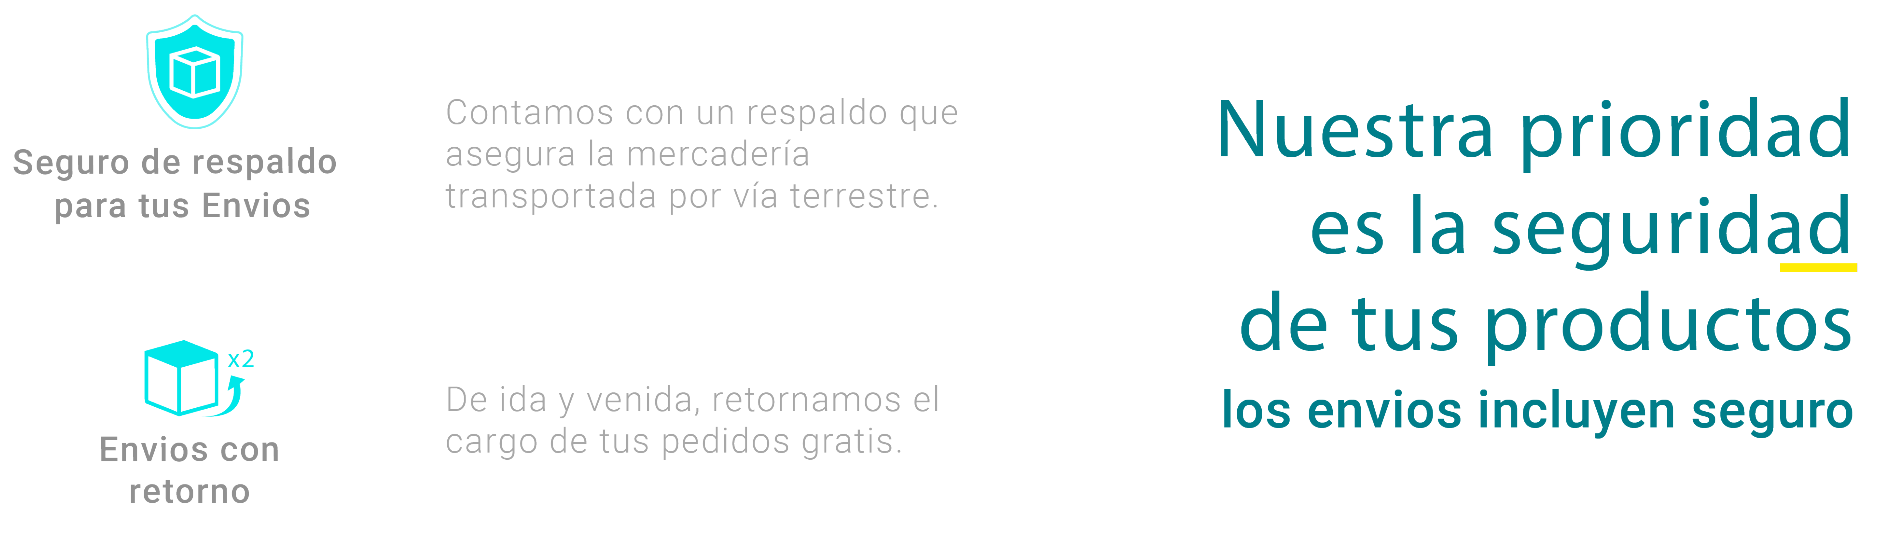 Seguro de respaldo
para tus Envios
Contamos con un respaldo que
asegura la mercadería
transportada por vía terrestre.
x2
Envios con
retorno
De ida y venida, retornamos el
cargo de tus pedidos gratis.
Nuestra prioridad
es la seguridad
de tus productos
los envios incluyen seguro